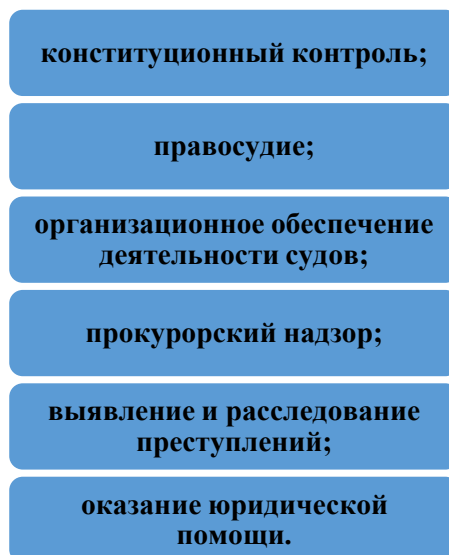 конституционный контроль;
правосудие;
организационное обеспечение
деятельности судов;
прокурорский надзор;
выявление и расследование
преступлений;
оказание юридической
помощи.